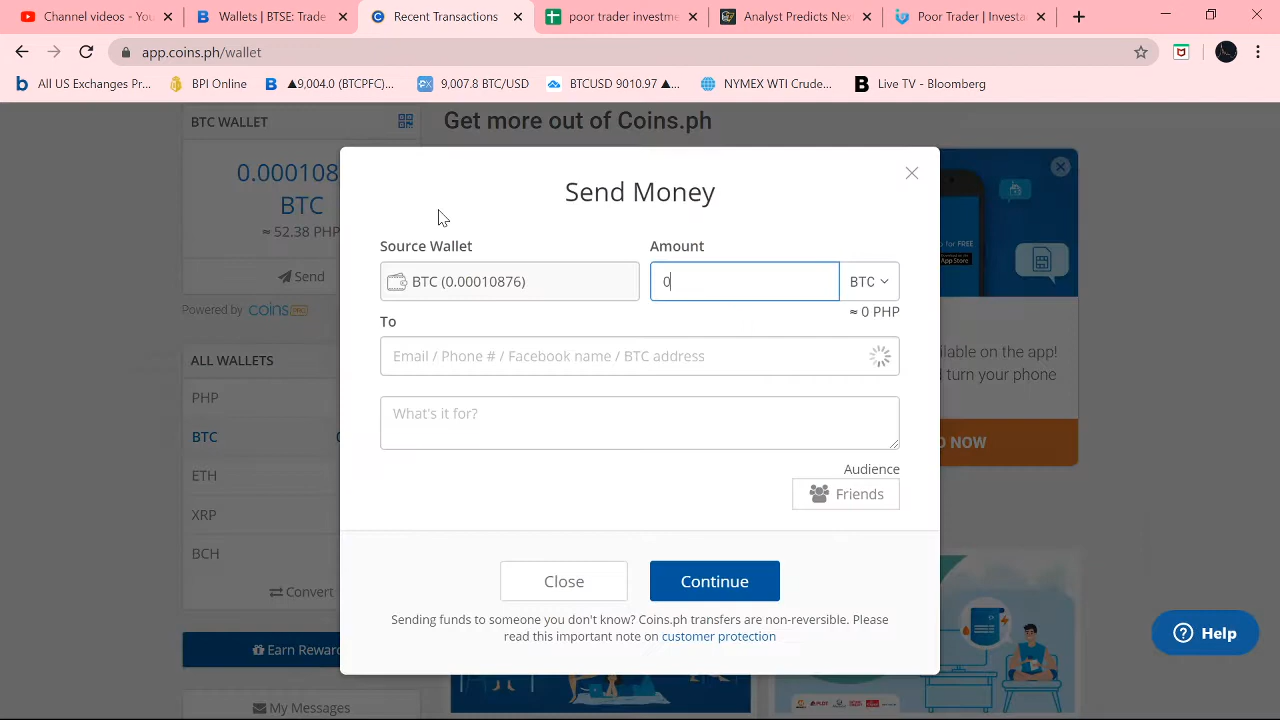 Channel videos - You
Wallets | BTSE: Trade
Recent Transactions
poor trader investme
Analyst Predicts Nex
Poor Trader | Investa
app.coins.ph/wallet
All US Exchanges Pr...
BPI Online
▲9,004.0 (BTCPFC)...
9,007.8 BTC/USD
BTCUSD 9010.97 ▲...
NYMEX WTI Crude...
Live TV - Bloomberg
BTC WALLET
Get more out of Coins.ph
0.000108
BTC
≈ 52.38 PHP
Send
Powered by coins PRO
ALL WALLETS
PHP
BTC
ETH
XRP
BCH
Convert
Earn Rewar
My Messages
Send Money
Source Wallet
Amount
BTC (0.00010876)
0
BTC
≈ 0 PHP
To
Email / Phone # / Facebook name / BTC address
What's it for?
Audience
Friends
Close
Continue
Sending funds to someone you don't know? Coins.ph transfers are non-reversible. Please
read this important note on customer protection
for FREE
ilable on the app!
turn your phone
NOW
Help